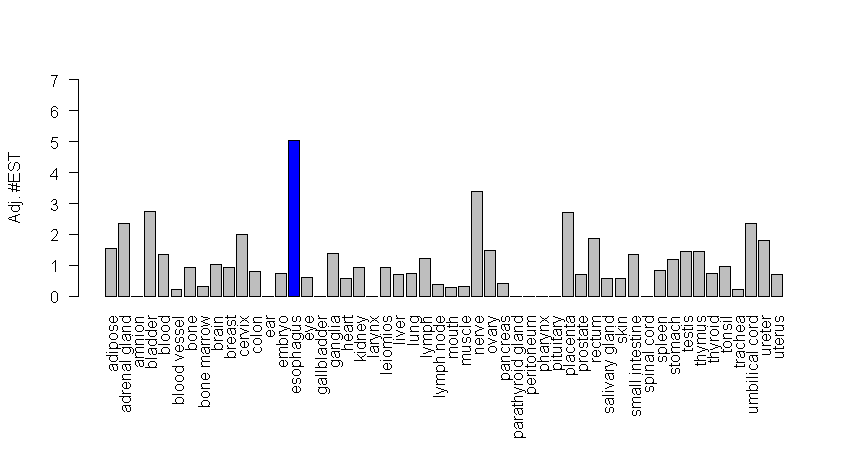 Adj. #EST
7
6
5
4
3
2
1
0
adipose
adrenal gland
amnion
bladder
blood
blood vessel
bone
bone marrow
brain
breast
cervix
colon
ear
embryo
esophagus
eye
gallbladder
ganglia
heart
kidney
larynx
leiomios
liver
lung
lymph
lymph node
mouth
muscle
nerve
ovary
pancreas
parathyroid gland
peritoneum
pharynx
pituitary
placenta
prostate
rectum
salivary gland
skin
small intestine
spinal cord
spleen
stomach
testis
thymus
thyroid
tonsil
trachea
umbilical cord
ureter
uterus